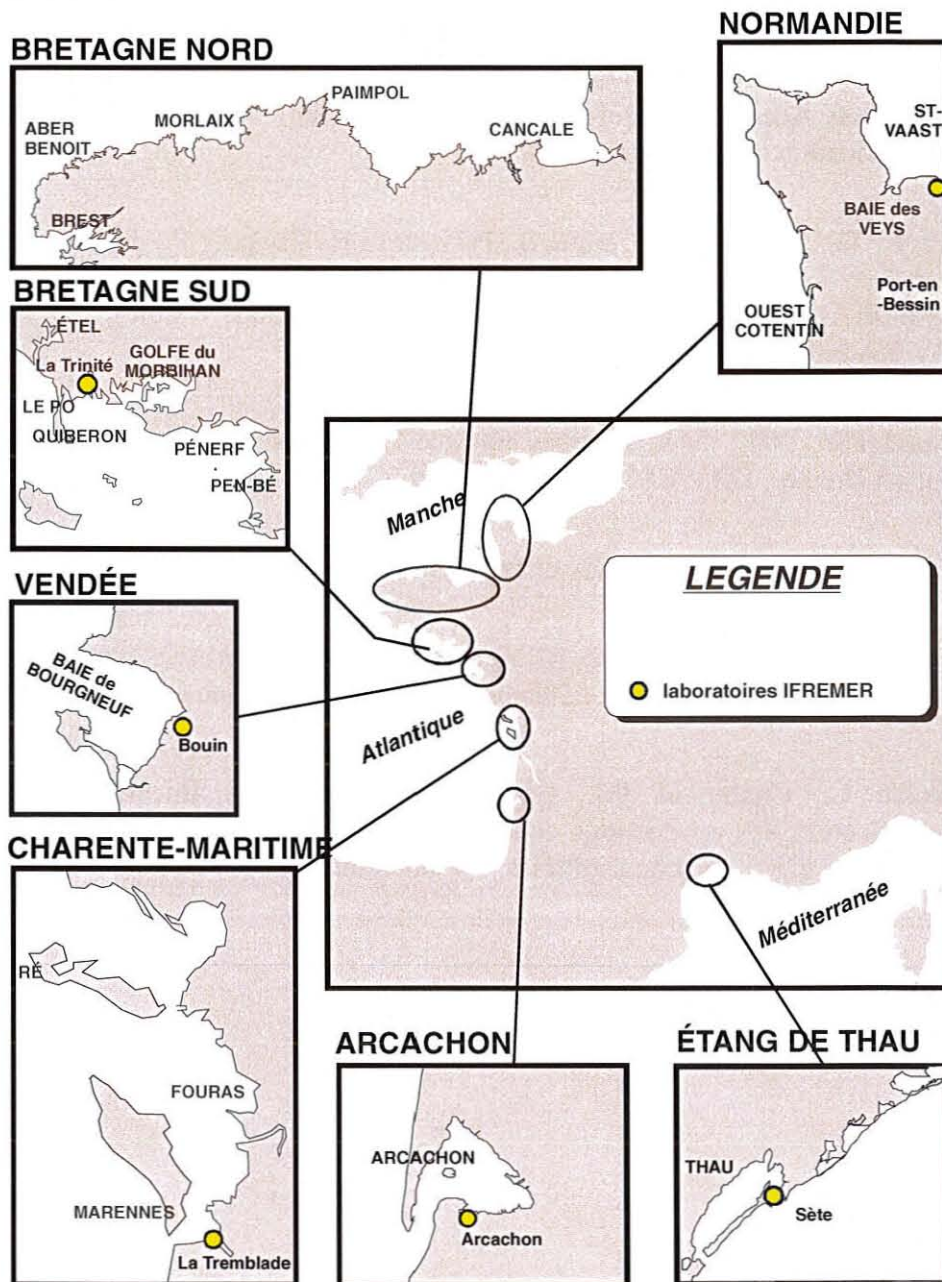 NORMANDIE
BRETAGNE NORD
PAIMPOL
MORLAIX
ABER
BENOIT
CANCALE
BREST
ST-
VAAST
BAIE des
VEYS
Port-en
-Bessin
OUEST
COTENTIN
BRETAGNE SUD
ÉTEL
La Trinité
GOLFE du
MORBIHAN
LE PO
QUIBERON
PÉNERF
PEN-BÉ
Manche
LEGENDE
laboratoires IFREMER
VENDÉE
BAIE de
BOURGNEUF
Bouin
Atlantique
Méditerranée
CHARENTE-MARITIME
RÉ
FOURAS
MARENNES
La Tremblade
ARCACHON
ARCACHON
Arcachon
ÉTANG DE THAU
THAU
Sète